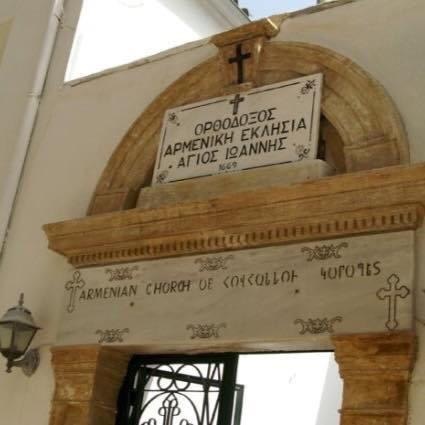 ΟΡΘΟΔΟΞΟΣ
ΑΡΜΕΝΙΚΗ ΕΚΛΗΣΙΑ
ΑΓΙΟΣ ΙΩΑΝΝΗΣ
1669
ARMENIAN CHURCH OF